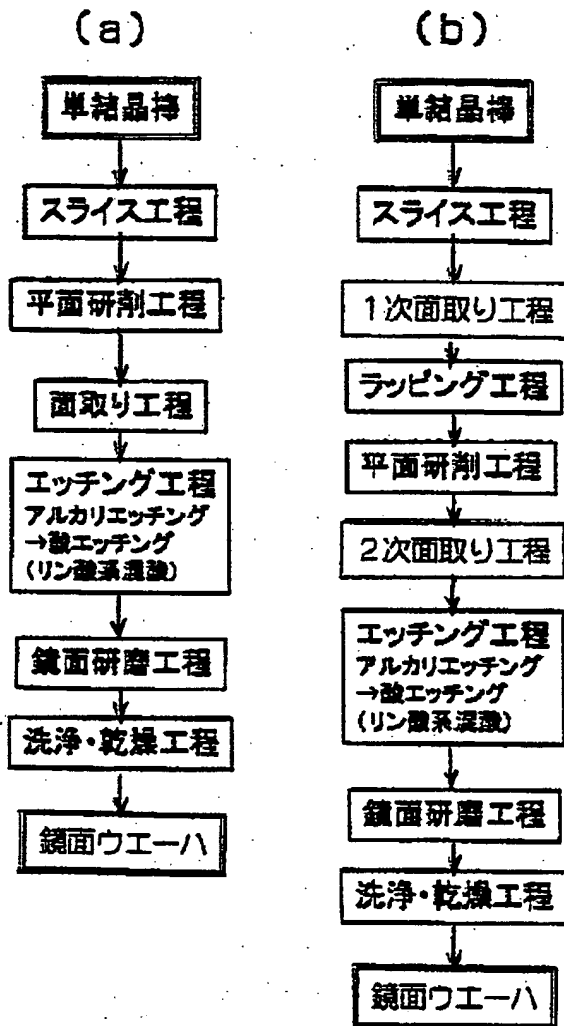 (a)
単結晶棒
スライス工程
平面研削工程
面取り工程
エッチング工程
アルカリエッチング
→酸エッチング
(リン酸系混酸)
鏡面研磨工程
洗浄・乾燥工程
鏡面ウエーハ
(b)
単結晶棒
スライス工程
1次面取り工程
ラッピング工程
平面研削工程
2次面取り工程
エッチング工程
アルカリエッチング
→酸エッチング
(リン酸系混酸)
鏡面研磨工程
洗浄・乾燥工程
鏡面ウエーハ